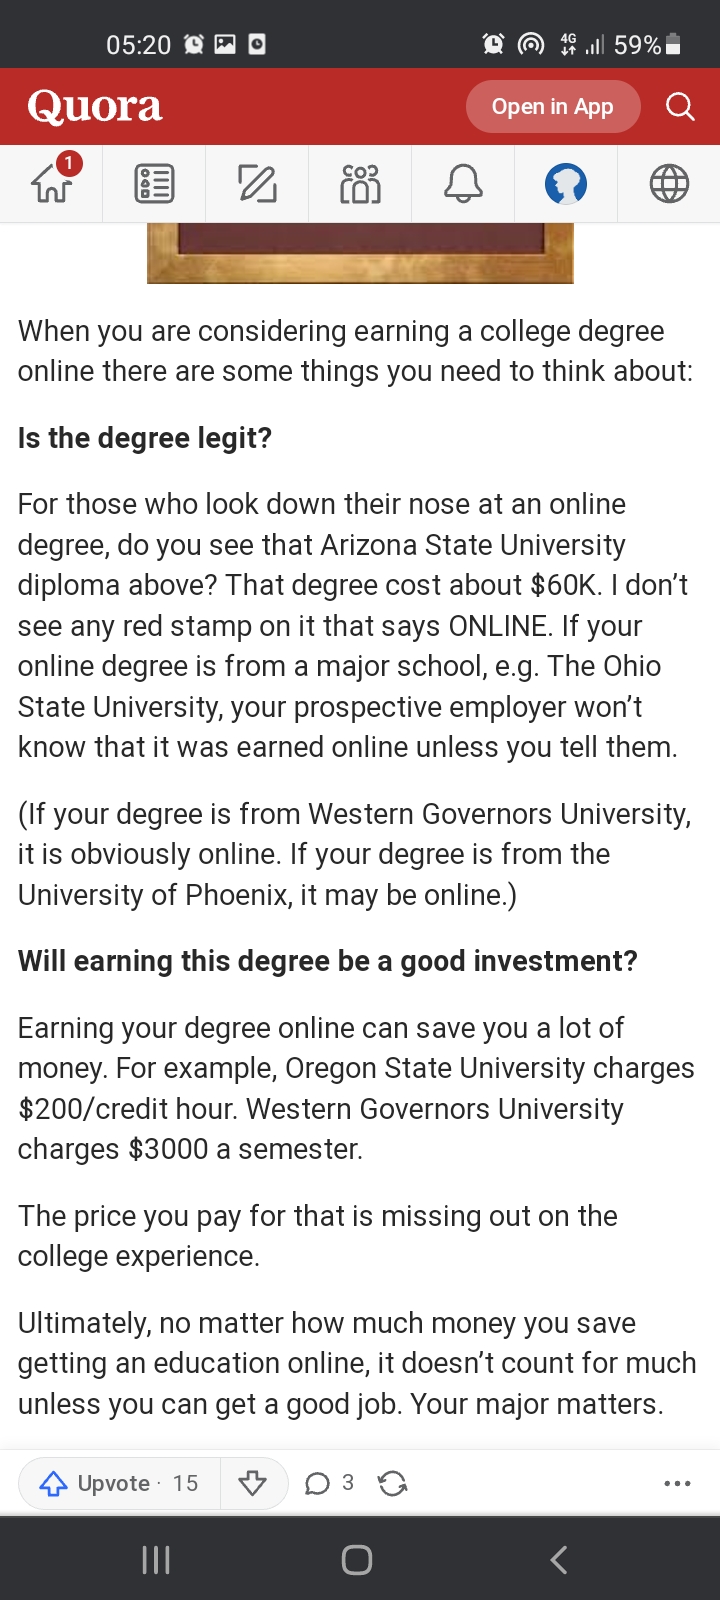 05:20
4G
59%
Quora
Open in App
1
When you are considering earning a college degree
online there are some things you need to think about:
Is the degree legit?
For those who look down their nose at an online
degree, do you see that Arizona State University
diploma above? That degree cost about $60K. I don’t
see any red stamp on it that says ONLINE. If your
online degree is from a major school, e.g. The Ohio
State University, your prospective employer won’t
know that it was earned online unless you tell them.
(If your degree is from Western Governors University,
it is obviously online. If your degree is from the
University of Phoenix, it may be online.)
Will earning this degree be a good investment?
Earning your degree online can save you a lot of
money. For example, Oregon State University charges
$200/credit hour. Western Governors University
charges $3000 a semester.
The price you pay for that is missing out on the
college experience.
Ultimately, no matter how much money you save
getting an education online, it doesn’t count for much
unless you can get a good job. Your major matters.
Upvote · 15
3